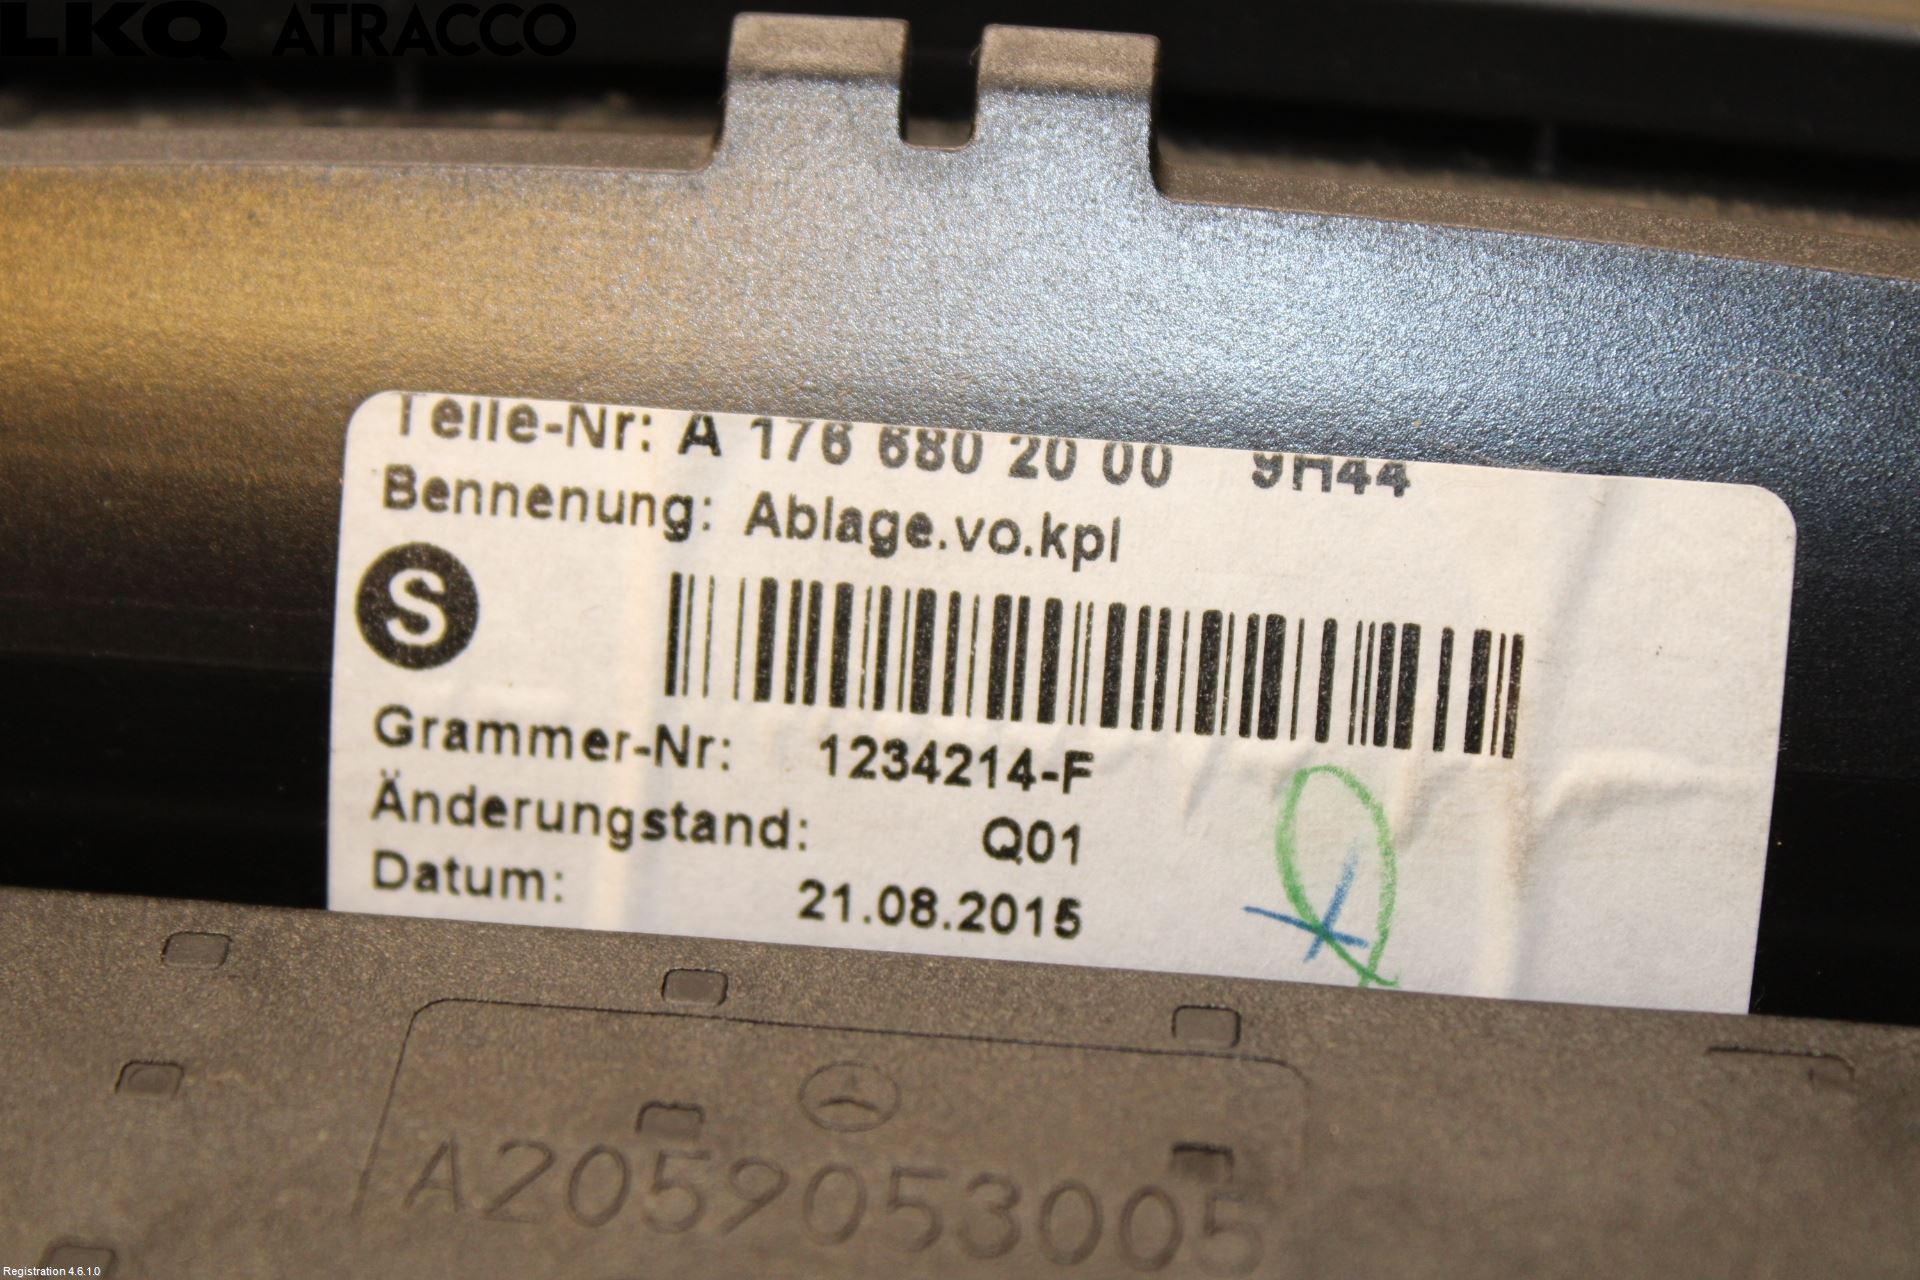 LKQ ATRACCO
Teile-Nr: A 176 680 20 00 9H44
Bennenung: Ablage.vo.kpl
S
Grammer-Nr: 1234214-F
Änderungstand: Q01
Datum: 21.08.2015
A2059053005
Registration 4.6.1.0